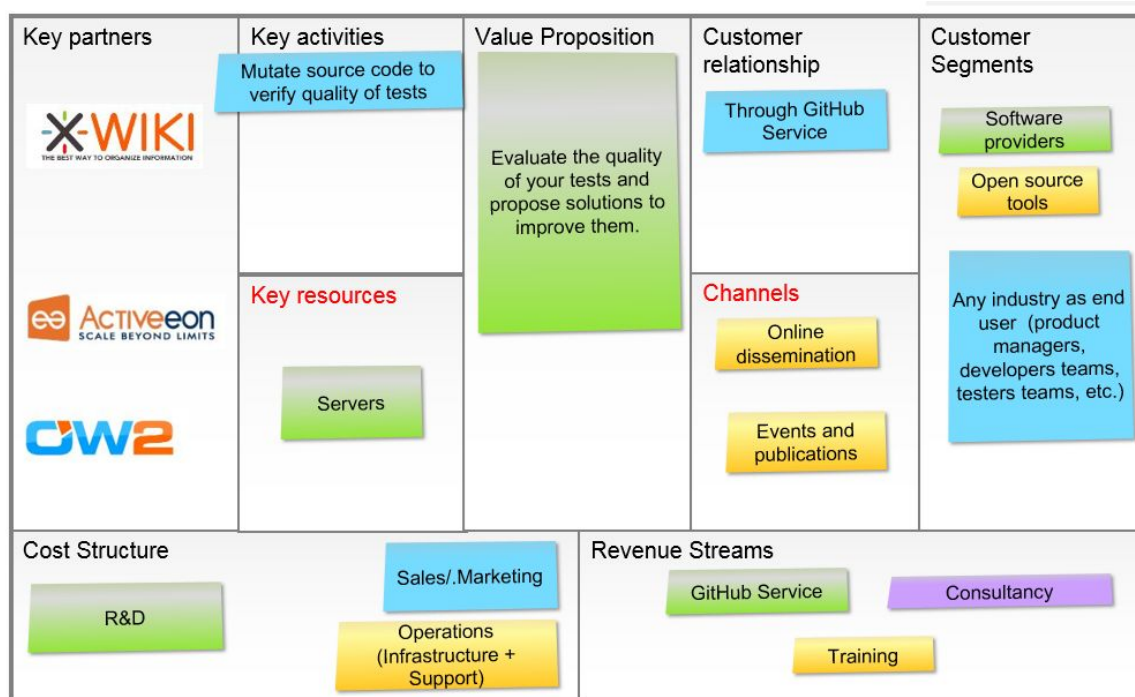 Key partners
X-WIKI
THE BEST WAY TO ORGANIZE INFORMATION
ee ACTIVEEON
SCALE BEYOND LIMITS
OW2
Key activities
Mutate source code to
verify quality of tests
Key resources
Servers
Value Proposition
Evaluate the quality
of your tests and
propose solutions to
improve them.
Customer
relationship
Through GitHub
Service
Channels
Online
dissemination
Events and
publications
Customer
Segments
Software
providers
Open source
tools
Any industry as end
user (product
managers,
developers teams,
testers teams, etc.)
Cost Structure
R&D
Sales/.Marketing
Operations
(Infrastructure +
Support)
Revenue Streams
GitHub Service
Consultancy
Training